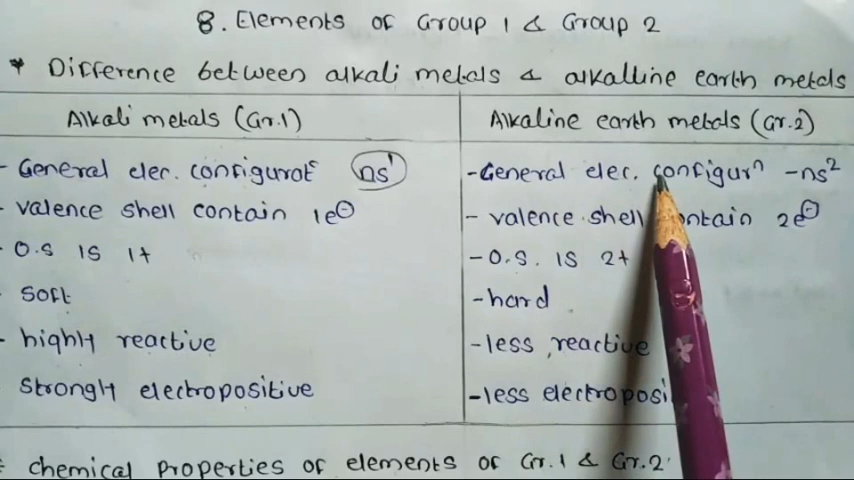 8. Elements of Group 1 & Group 2
* Difference between alkali metals & alkalline earth metals
Alkali metals (Gr.1)
- General elec. configuratⁿ ns¹
- valence shell contain 1e⊖
- O.S is 1+
- soft
- highly reactive
strongly electropositive
Alkaline earth metals (Gr.2)
- General elec. configurⁿ - ns²
- valence shell contain 2e⊖
- O.S. is 2+
- hard
- less reactive
- less electroposi
chemical properties of elements of Gr.1 & Gr.2